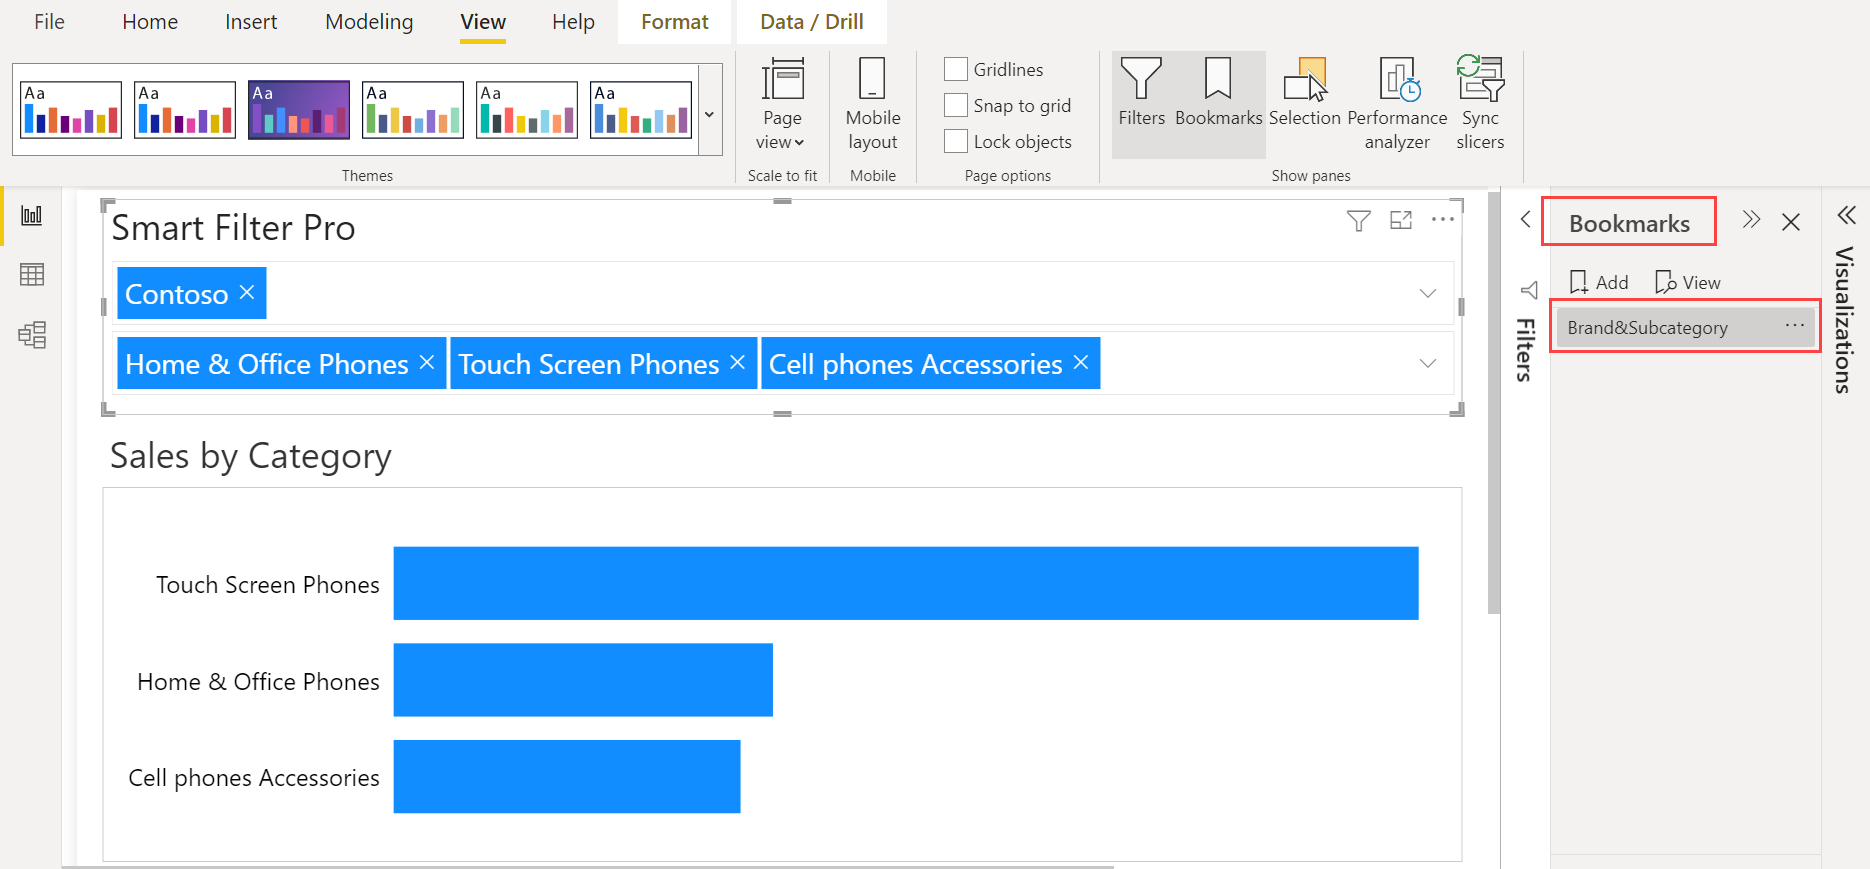 File Home Insert Modeling View Help Format Data / Drill
Aa Aa Aa Aa Aa Aa
Themes
Page
view
Scale to fit
Mobile
layout
Mobile
Gridlines
Snap to grid
Lock objects
Page options
Filters Bookmarks Selection Performance
analyzer
Sync
slicers
Show panes
Smart Filter Pro
Contoso
Home & Office Phones Touch Screen Phones Cell phones Accessories
Sales by Category
Touch Screen Phones
Home & Office Phones
Cell phones Accessories
Filters
Bookmarks
Add View
Brand&Subcategory
Visualizations